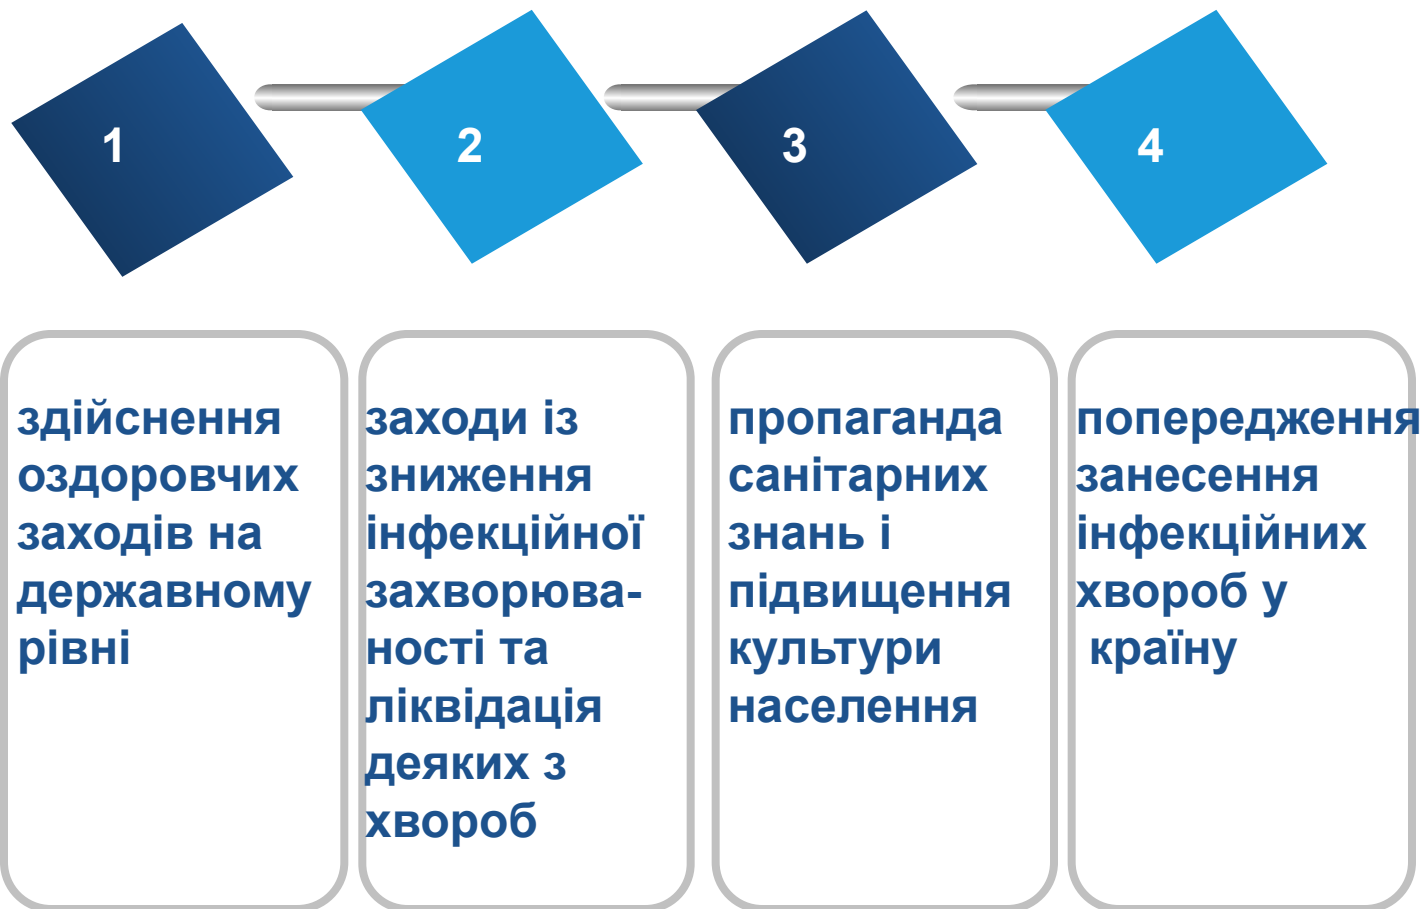 1
2
3
4
здійснення
оздоровчих
заходів на
державному
рівні
заходи із
зниження
інфекційної
захворюва-
ності та
ліквідація
деяких з
хвороб
пропаганда
санітарних
знань і
підвищення
культури
населення
попередження
занесення
інфекційних
хвороб у
країну